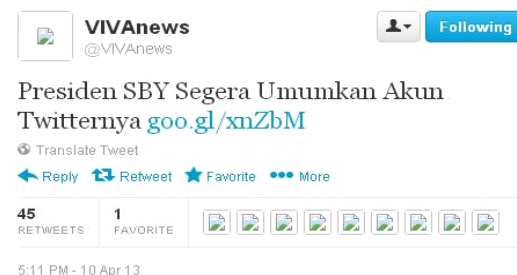 VIVAnews
@VIVAnews
Following
Presiden SBY Segera Umumkan Akun
Twitternya goo.gl/xnZbM
Translate Tweet
Reply Retweet Favorite More
45 RETWEETS 1 FAVORITE
5:11 PM - 10 Apr 13